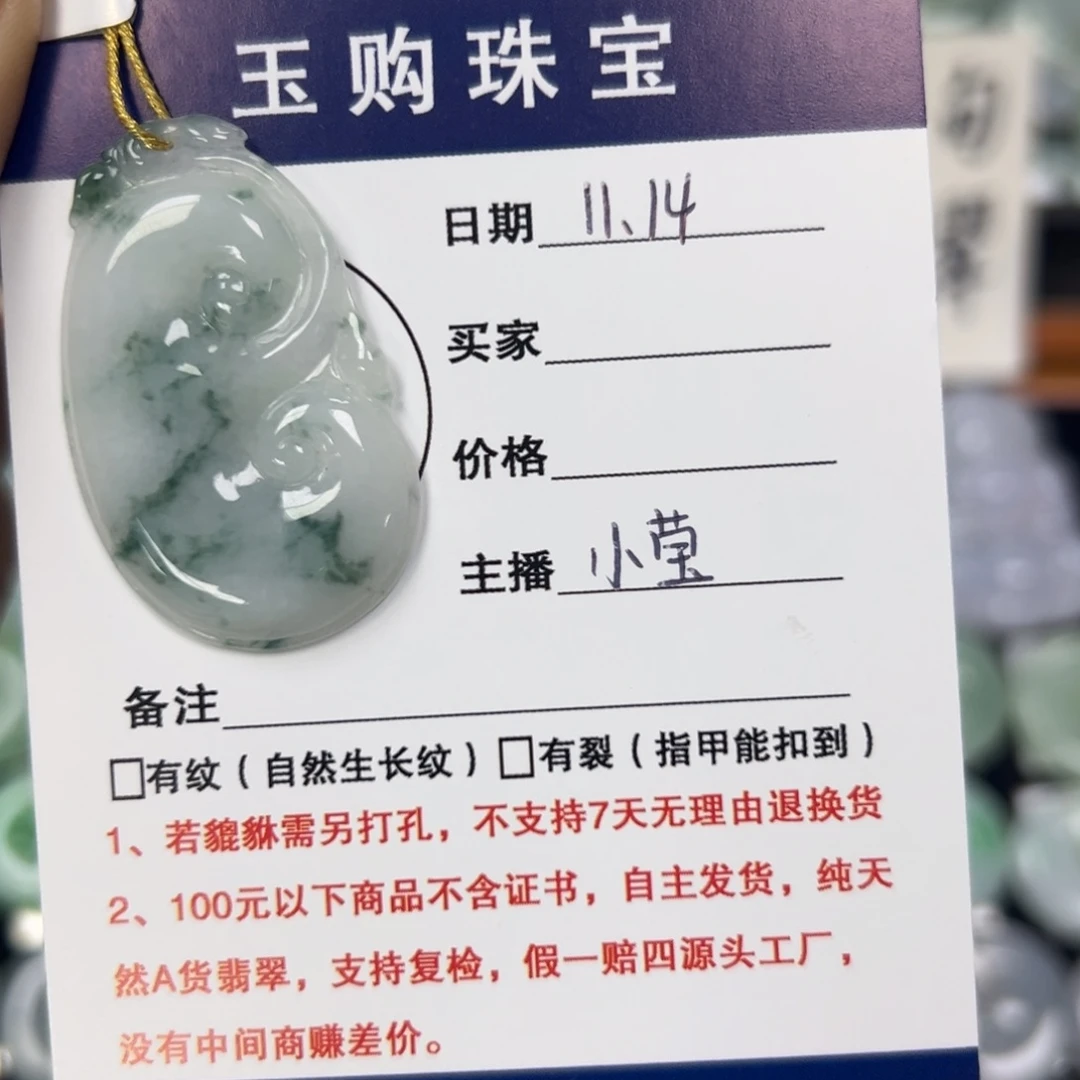 玉购珠宝
日期 11.14
买家
价格
主播 小莹
备注
□有纹(自然生长纹)□有裂(指甲能扣到)
1、若貔貅需另打孔，不支持7天无理由退换货
2、100元以下商品不含证书，自主发货，纯天
然A货翡翠，支持复检，假一赔四源头工厂，
没有中间商赚差价。